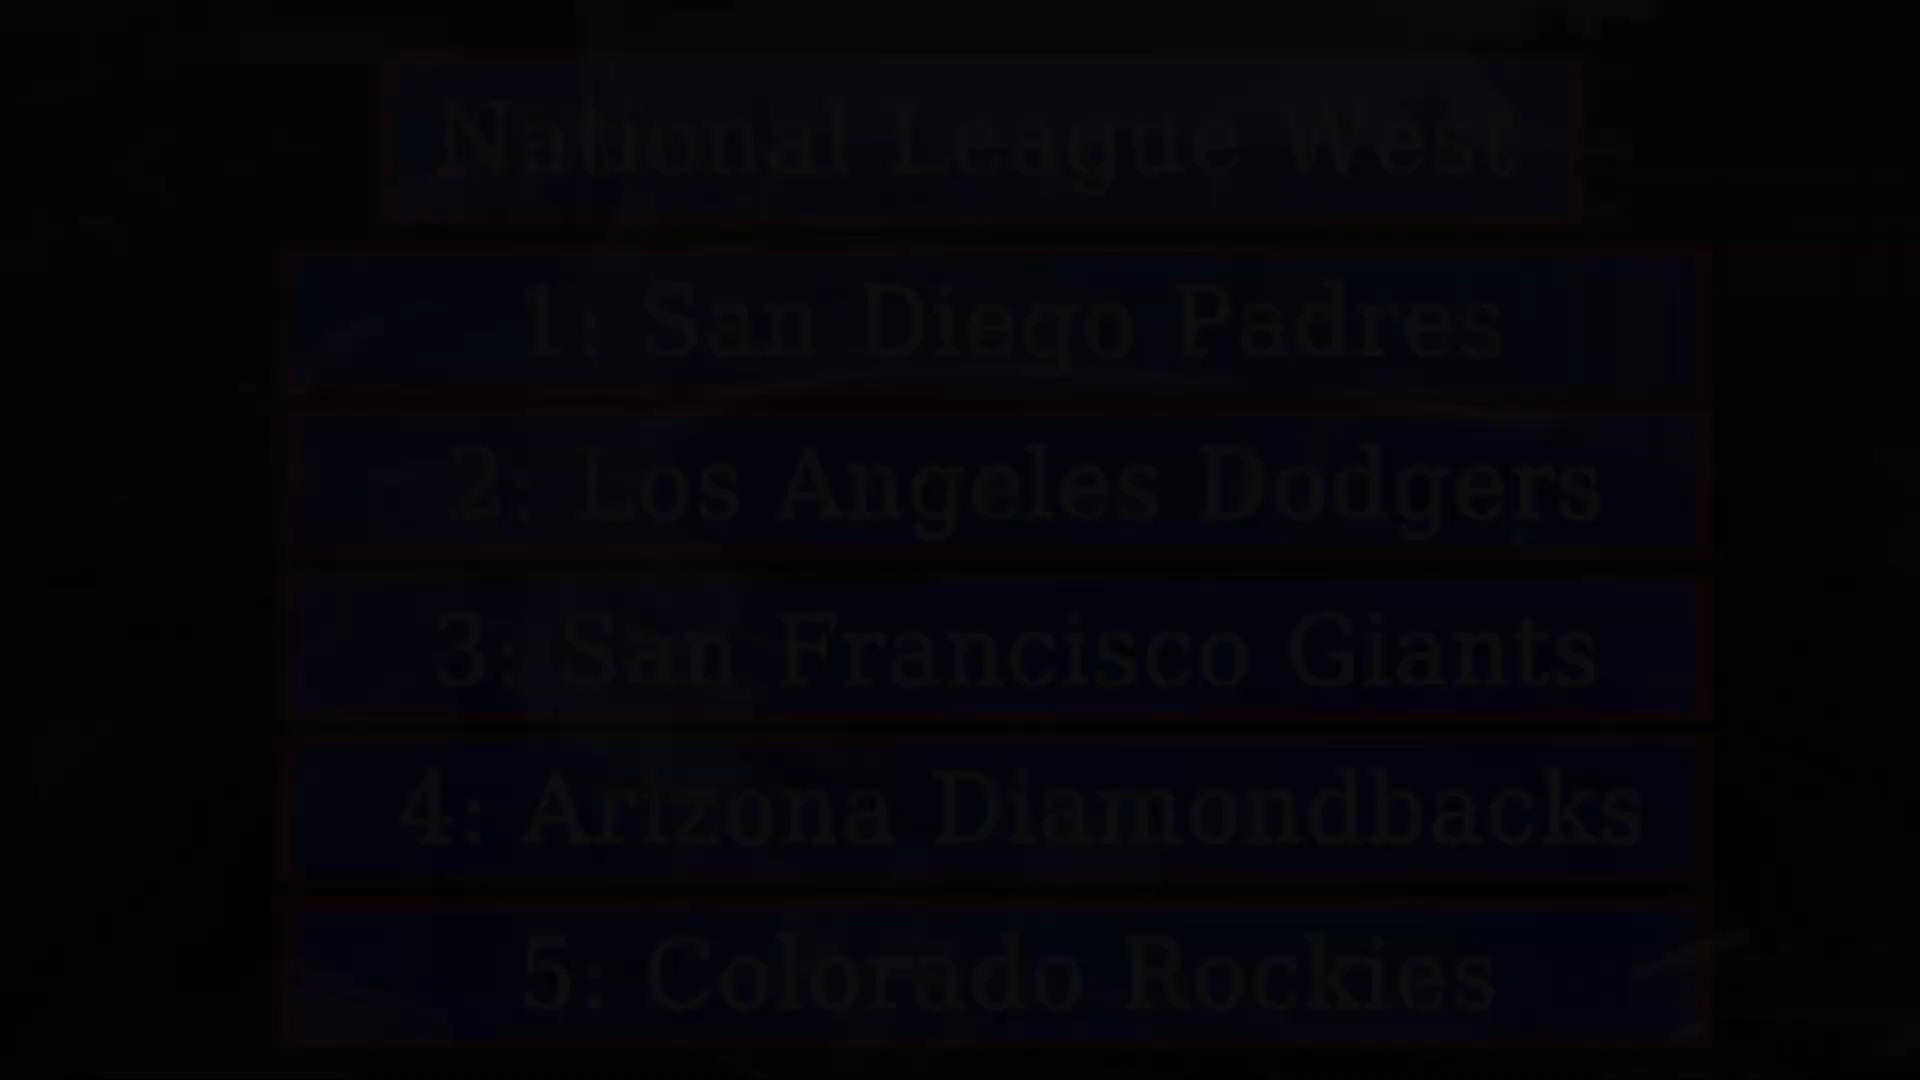 National League West
1: San Diego Padres
2: Los Angeles Dodgers
3: San Francisco Giants
4: Arizona Diamondbacks
5: Colorado Rockies